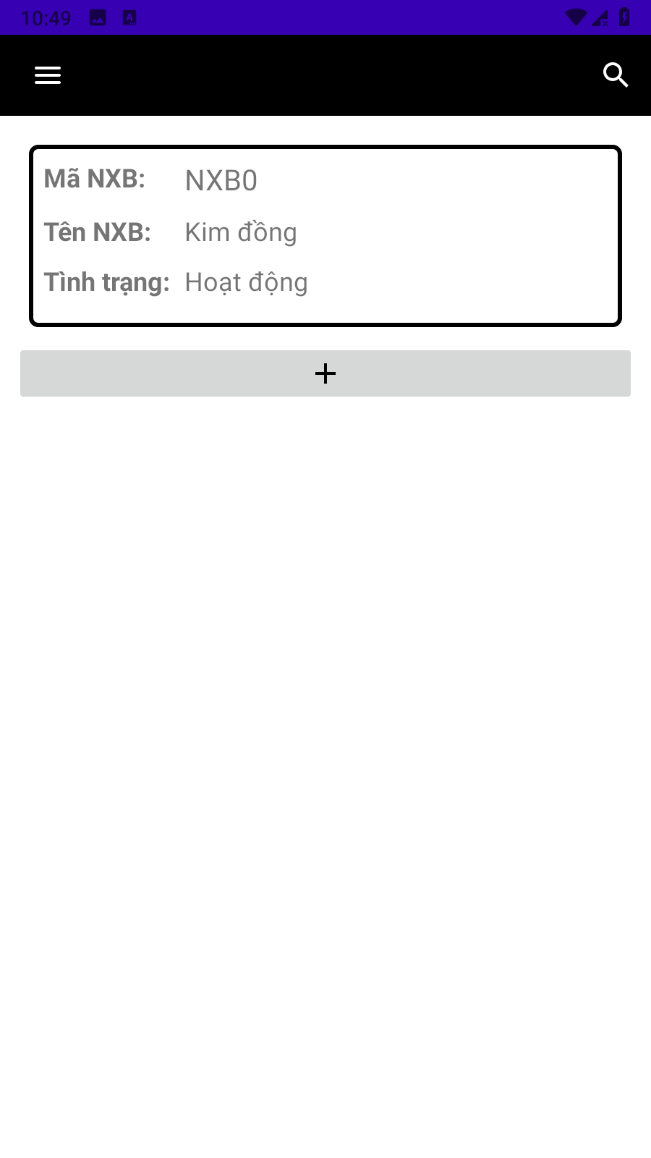 10:49
Mã NXB: NXB0
Tên NXB: Kim đồng
Tình trạng: Hoạt động